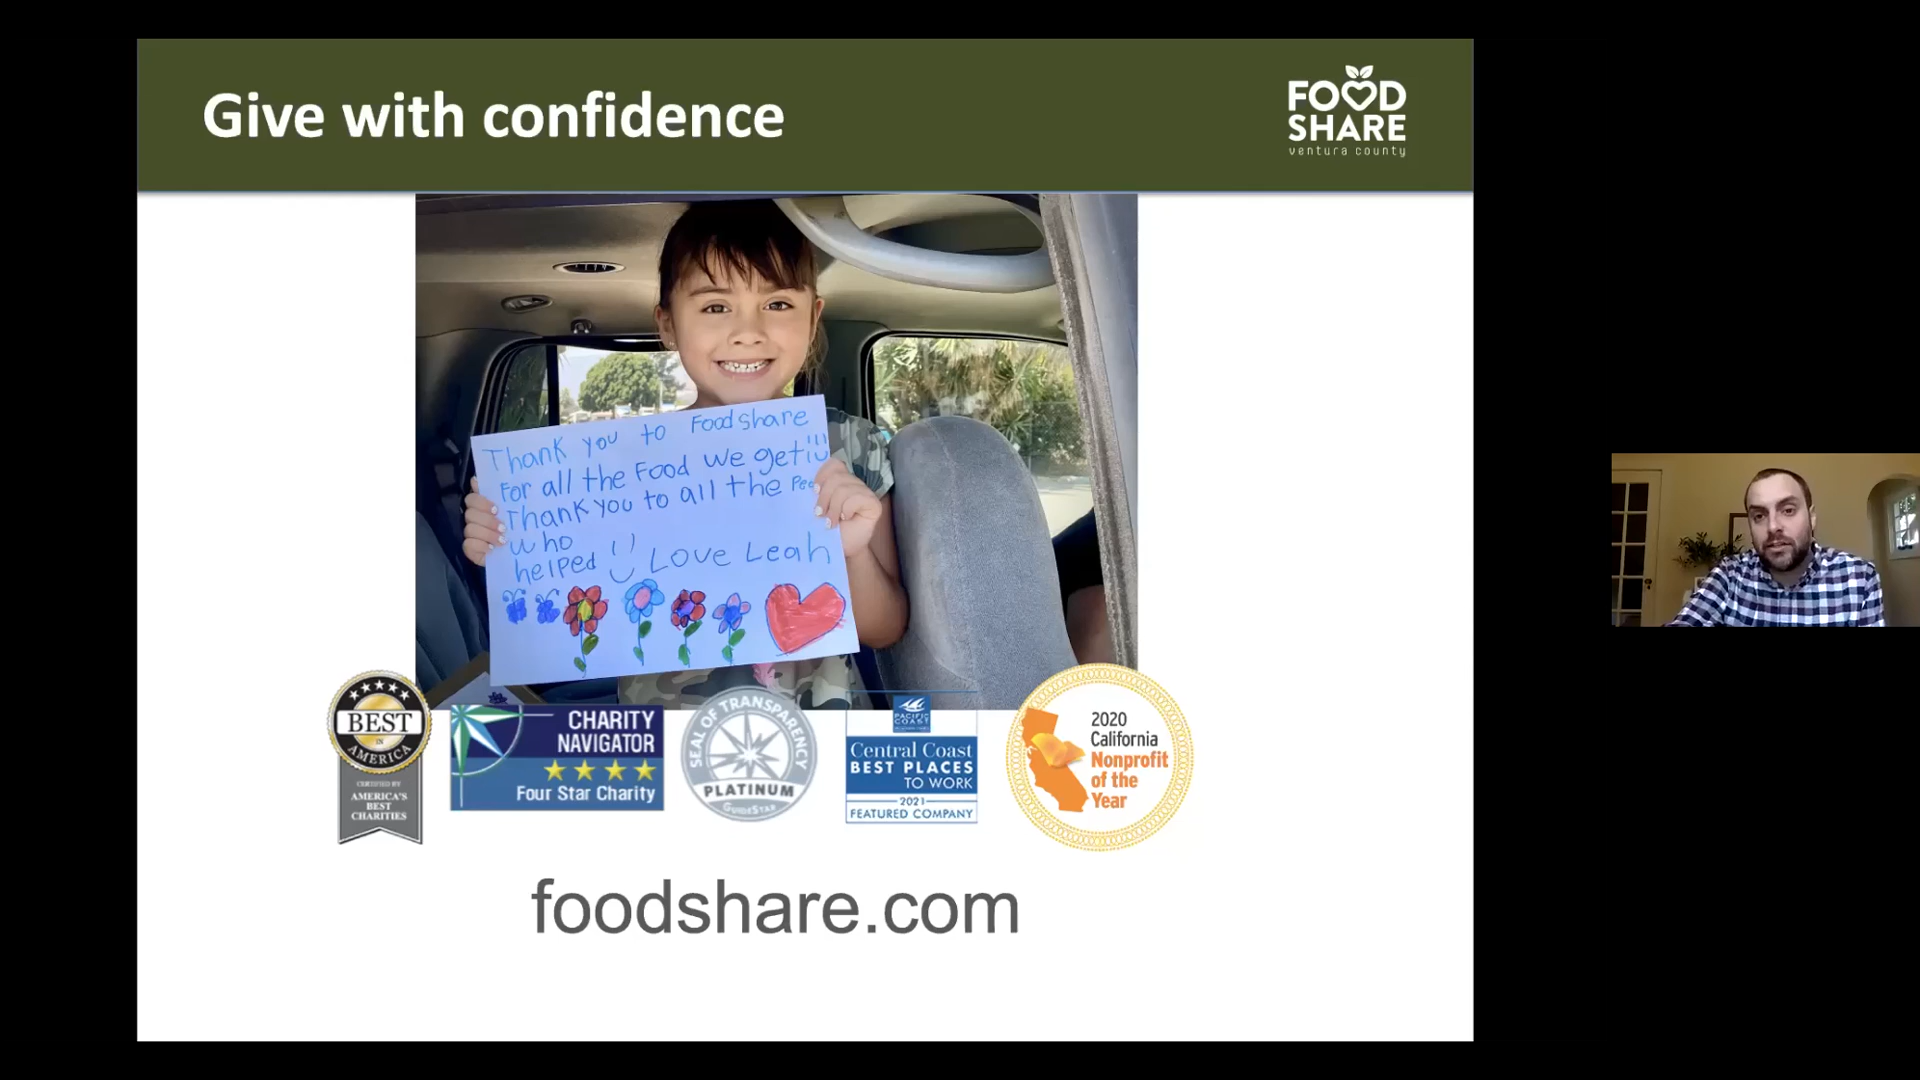 Give with confidence
FOOD
SHARE
ventura county
Thank you to Foodshare
For all the Food we get!!!
Thank you to all the
who
helped
Love Leah
BEST
IN
AMERICA
CERTIFIED BY
AMERICA'S
BEST
CHARITIES
CHARITY
NAVIGATOR
Four Star Charity
SEAL OF TRANSPARENCY
PLATINUM
GUIDESTAR
PACIFIC
COAST
Central Coast
BEST PLACES
TO WORK
2021
FEATURED COMPANY
2020
California
Nonprofit
of the
Year
foodshare.com